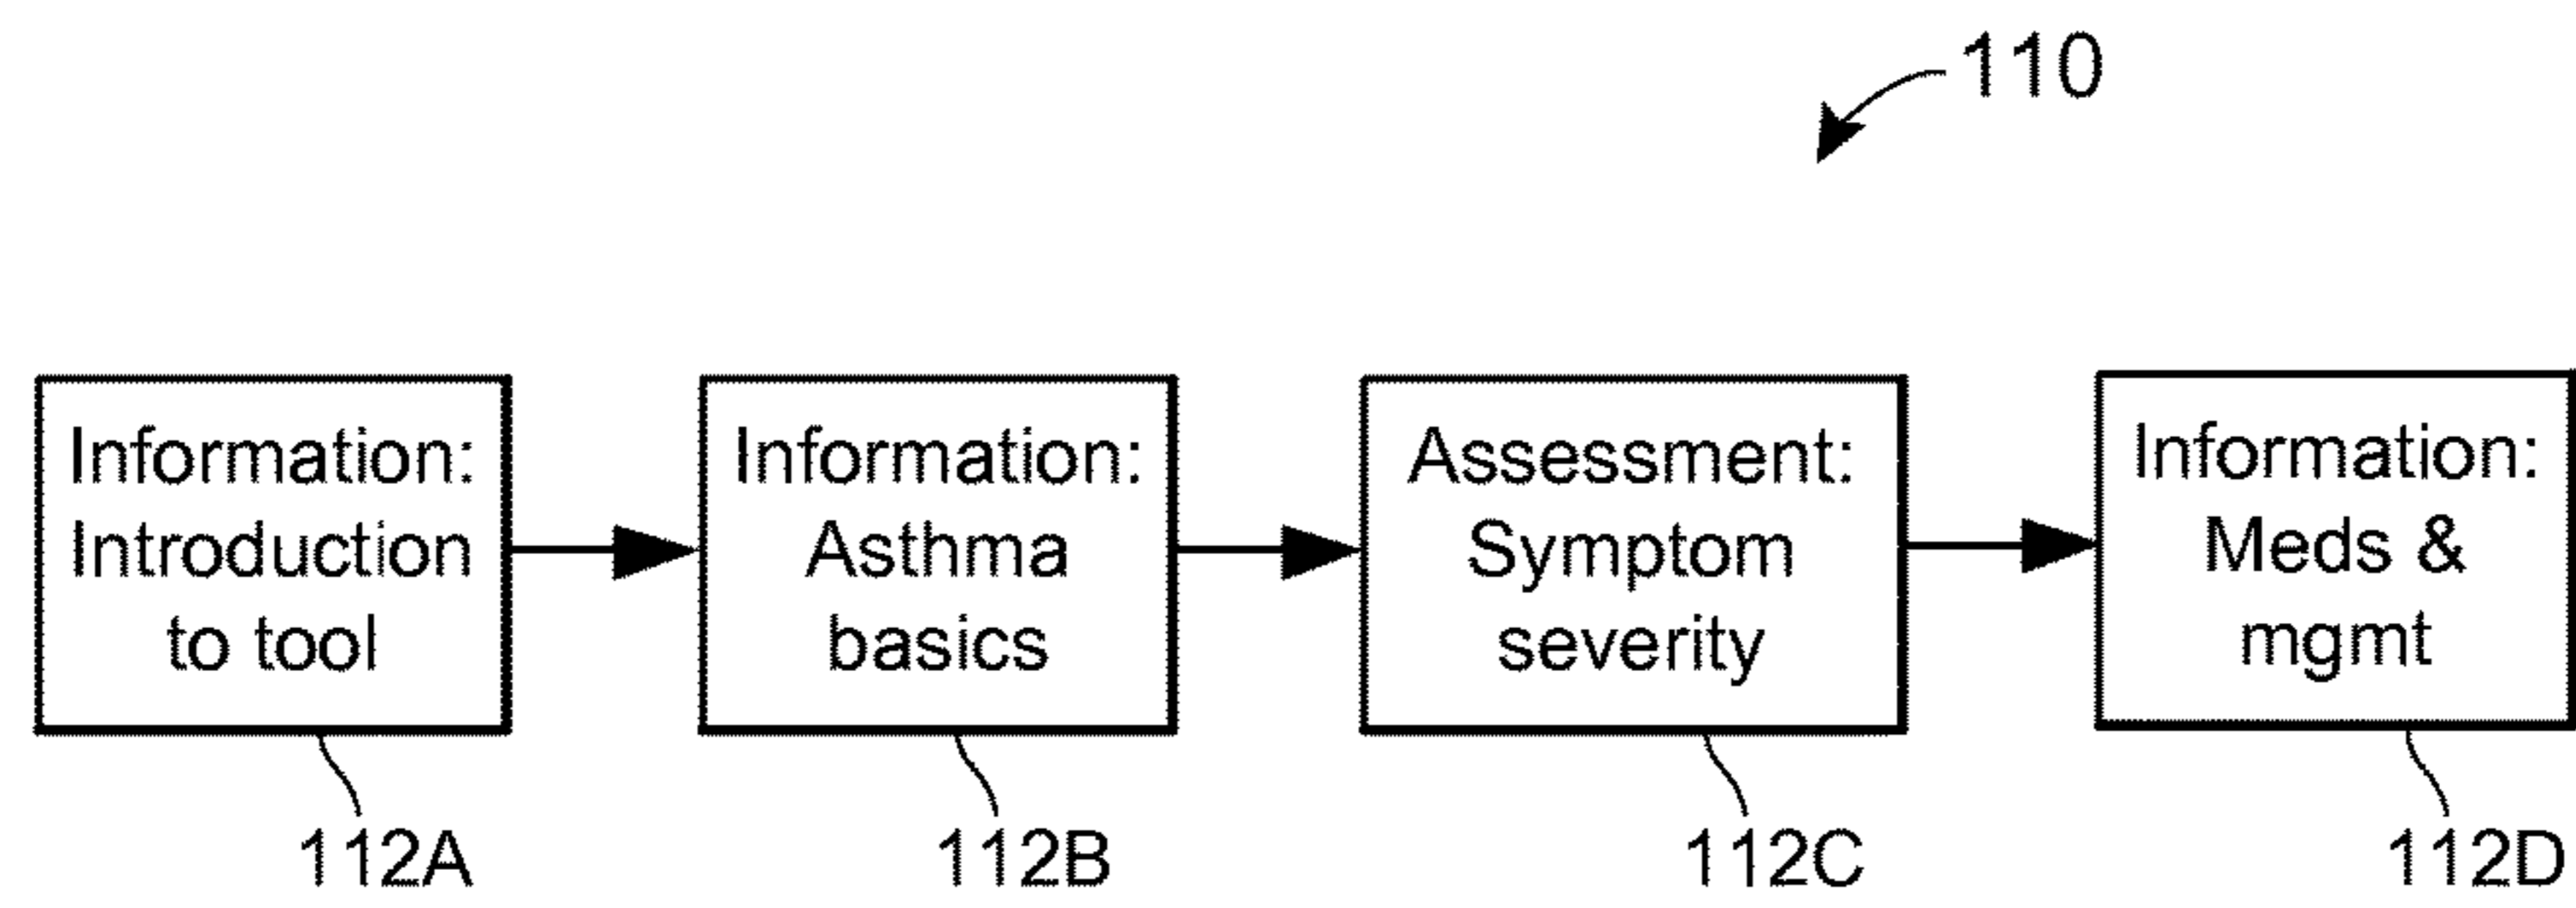 110
Information:
Introduction
to tool
Information:
Asthma
basics
Assessment:
Symptom
severity
Information:
Meds &
mgmt
112A
112B
112C
112D